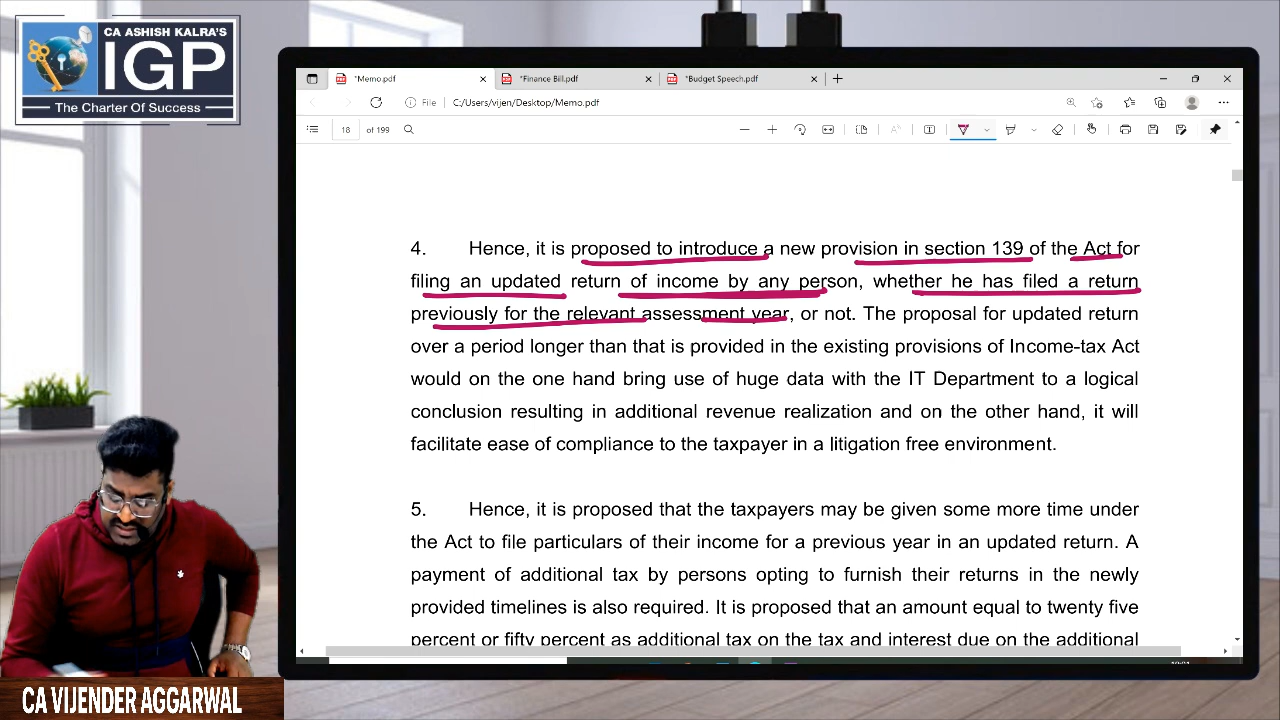 CA ASHISH KALRA'S
IGP
The Charter Of Success
*Memo.pdf
*Finance Bill.pdf
*Budget Speech.pdf
File
C:/Users/vijen/Desktop/Memo.pdf
18 of 199
4. Hence, it is proposed to introduce a new provision in section 139 of the Act for
filing an updated return of income by any person, whether he has filed a return
previously for the relevant assessment year, or not. The proposal for updated return
over a period longer than that is provided in the existing provisions of Income-tax Act
would on the one hand bring use of huge data with the IT Department to a logical
conclusion resulting in additional revenue realization and on the other hand, it will
facilitate ease of compliance to the taxpayer in a litigation free environment.
5. Hence, it is proposed that the taxpayers may be given some more time under
the Act to file particulars of their income for a previous year in an updated return. A
payment of additional tax by persons opting to furnish their returns in the newly
provided timelines is also required. It is proposed that an amount equal to twenty five
percent or fifty percent as additional tax on the tax and interest due on the additional
CA VIJENDER AGGARWAL